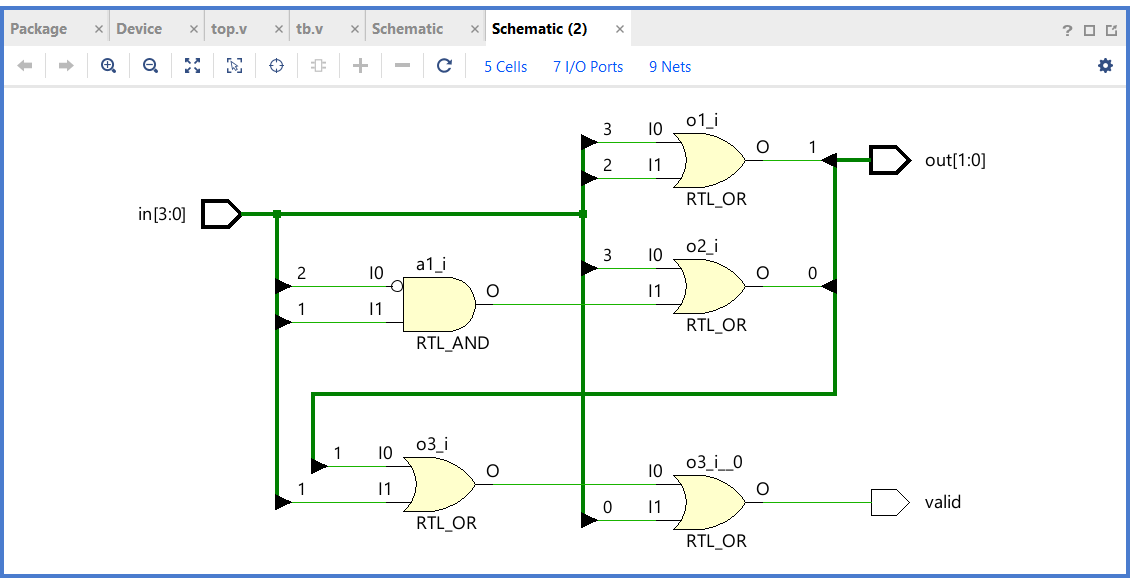 Package × Device × top.v × tb.v × Schematic × Schematic (2) × ?
5 Cells 7 I/O Ports 9 Nets
o1_i
3 I0
O 1
2 I1
out[1:0]
RTL_OR
in[3:0]
o2_i
3 I0
O 0
I1
RTL_OR
a1_i
2 I0
O
1 I1
RTL_AND
o3_i
1 I0
O
1 I1
RTL_OR
o3_i__0
I0
O
0 I1
valid
RTL_OR